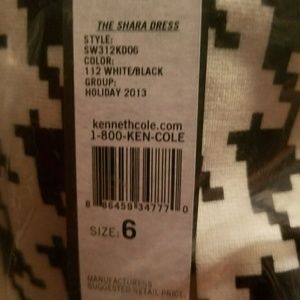 THE SHARA DRESS
STYLE:
SW312KD06
COLOR:
112 WHITE/BLACK
GROUP:
HOLIDAY 2013
kennethcole.com
1-800-KEN-COLE
8 86459 34777 0
SIZE: 6
MANUFACTURERS
SUGGESTED RETAIL PRICE